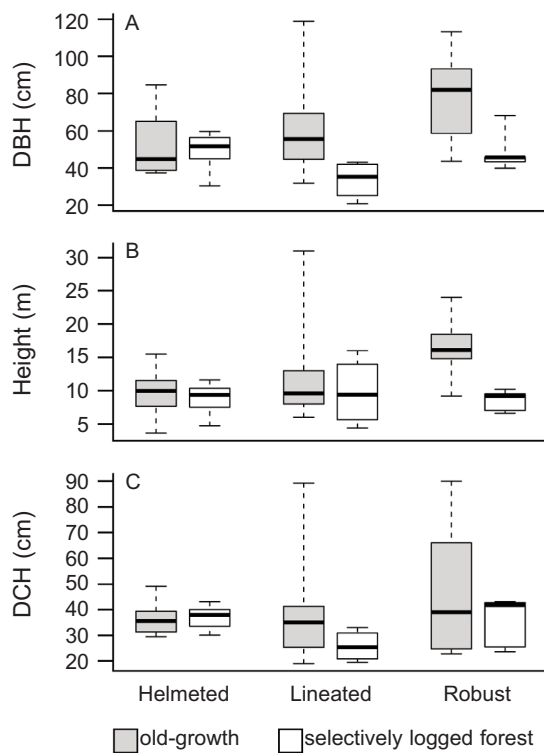 A
DBH (cm)
120
100
80
60
40
20
B
Height (m)
30
25
20
15
10
5
C
DCH (cm)
90
80
70
60
50
40
30
20
Helmeted Lineated Robust
old-growth selectively logged forest